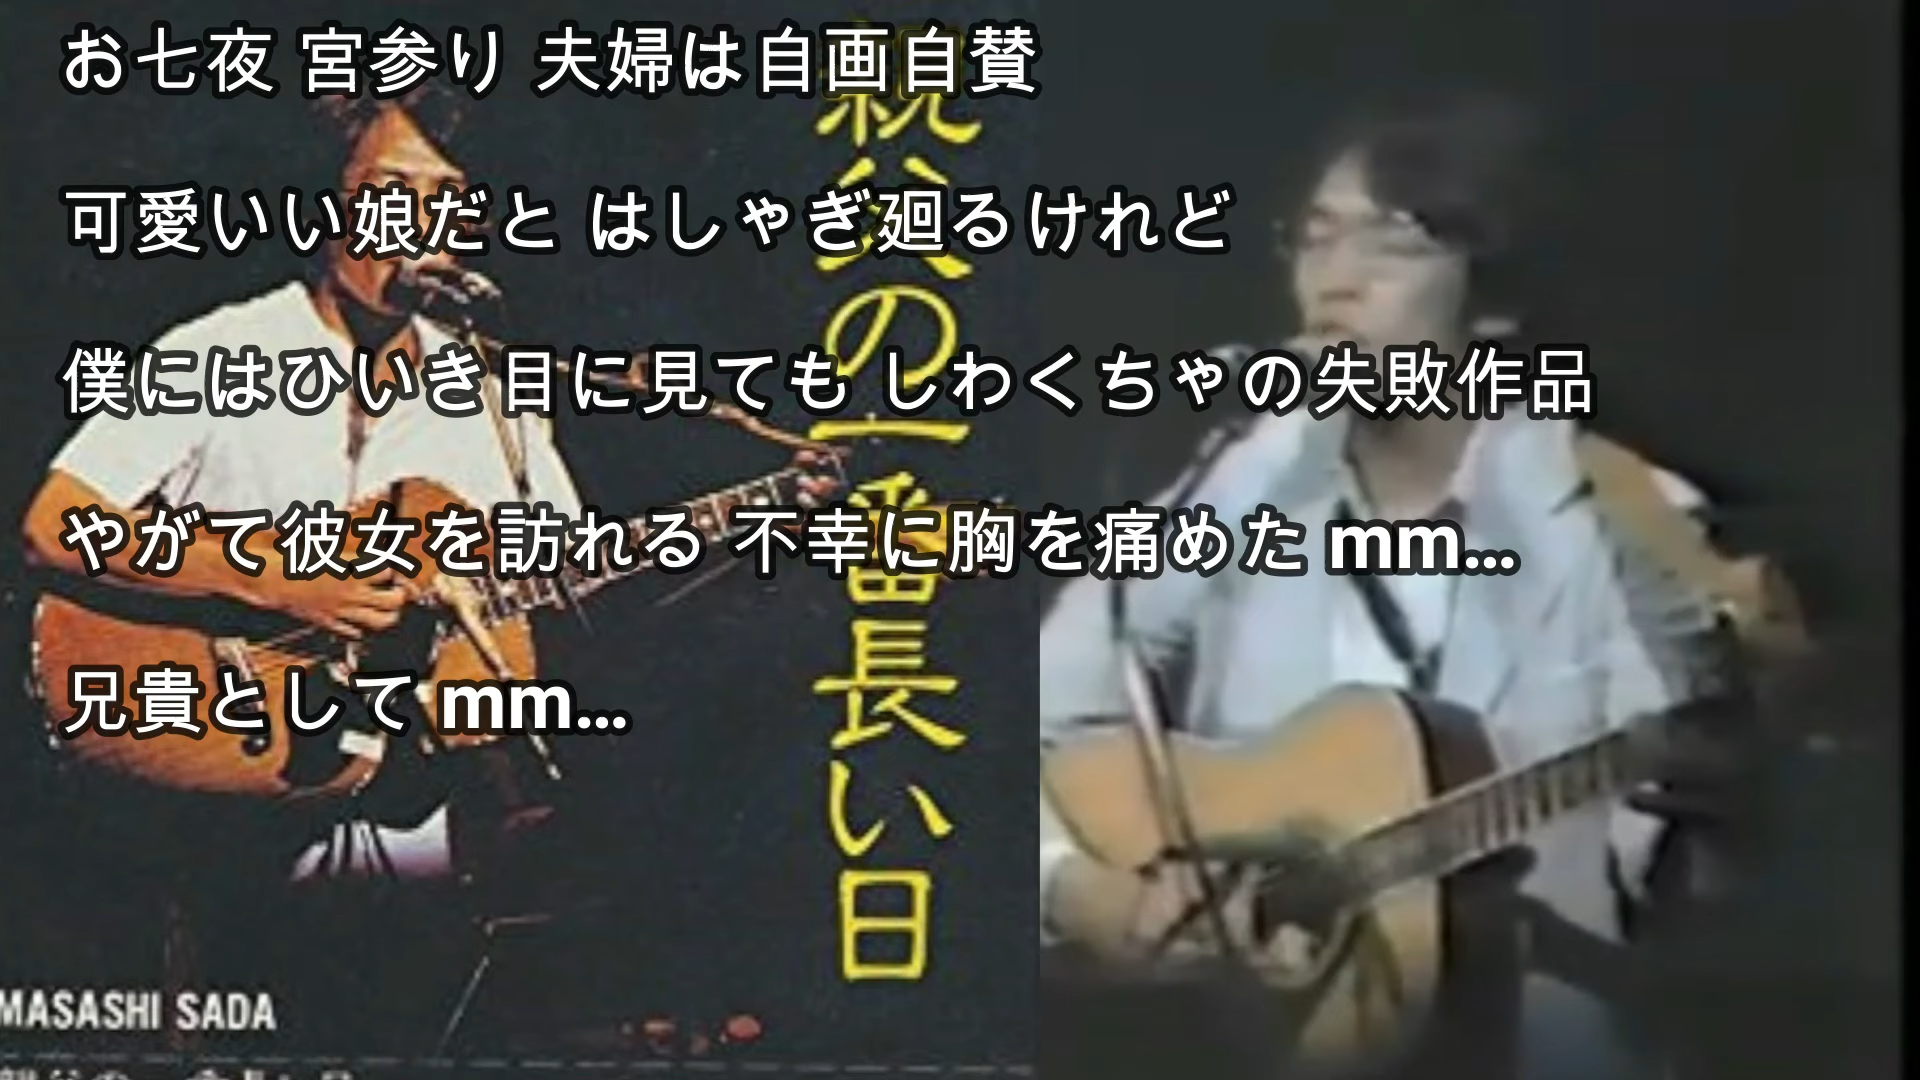 お七夜 宮参り 夫婦は自画自賛
可愛いい娘だと はしゃぎ廻るけれど
僕にはひいき目に見ても しわくちゃの失敗作品
やがて彼女を訪れる 不幸に胸を痛めた mm...
兄貴として mm...
親父の一番長い日
MASASHI SADA